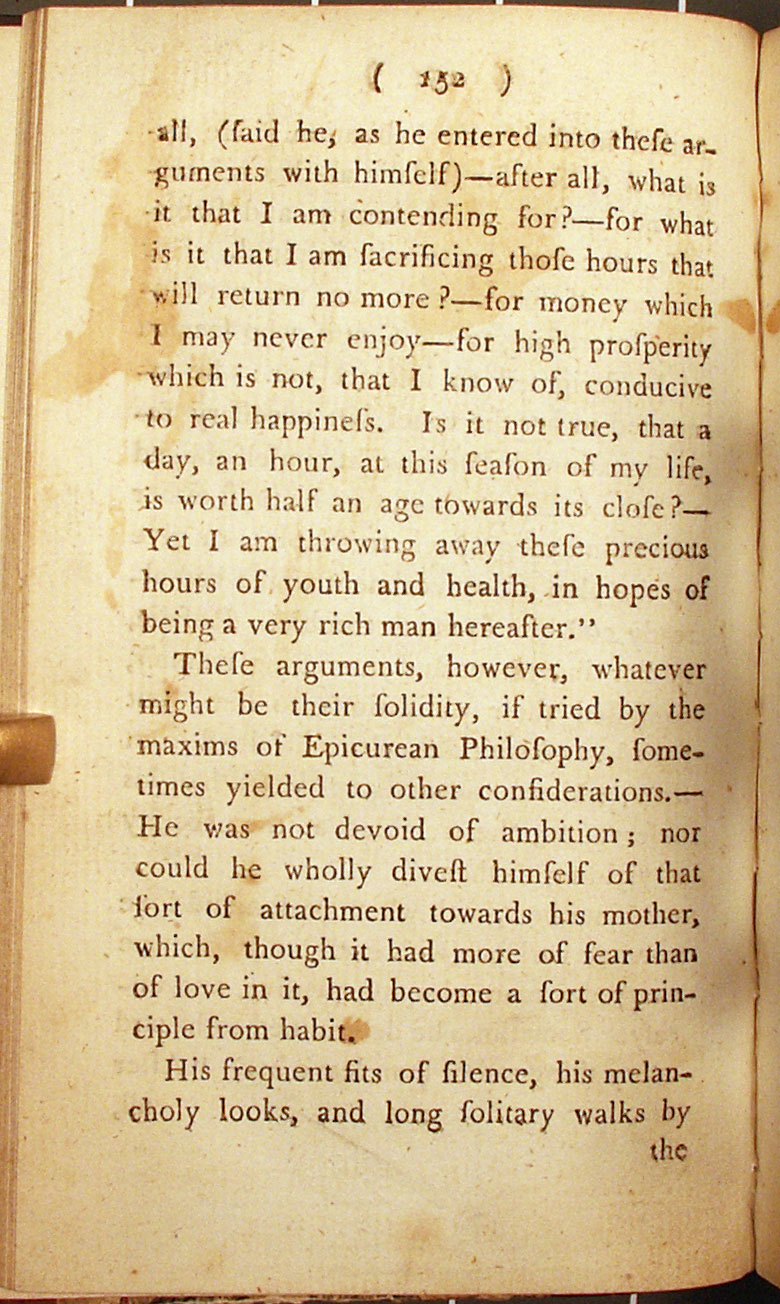 ( 152 )
all, (ſaid he, as he entered into theſe ar-
guments with himſelf)—after all, what is
it that I am contending for?—for what
is it that I am ſacrificing thoſe hours that
will return no more ?—for money which
I may never enjoy—for high proſperity
which is not, that I know of, conducive
to real happineſs. Is it not true, that a
day, an hour, at this ſeaſon of my life,
is worth half an age towards its cloſe ?—
Yet I am throwing away theſe precious
hours of youth and health, in hopes of
being a very rich man hereafter.”
Theſe arguments, however, whatever
might be their ſolidity, if tried by the
maxims of Epicurean Philoſophy, ſome-
times yielded to other conſiderations.—
He was not devoid of ambition ; nor
could he wholly diveſt himſelf of that
ſort of attachment towards his mother,
which, though it had more of fear than
of love in it, had become a ſort of prin-
ciple from habit.
His frequent fits of ſilence, his melan-
choly looks, and long ſolitary walks by
the